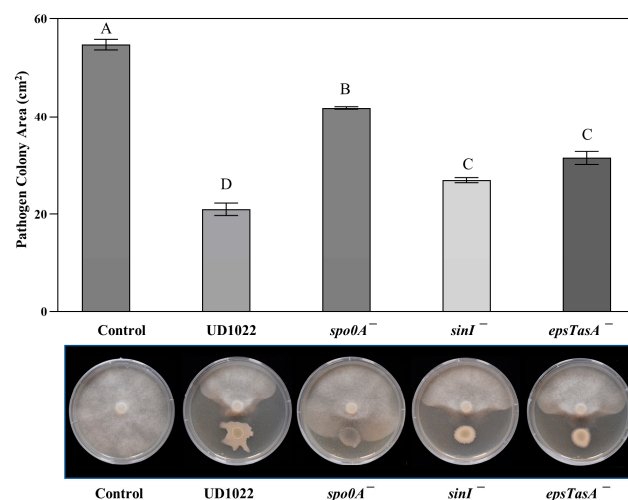 60
A
B
40
C
C
D
20
0
Pathogen Colony Area (cm²)
Control UD1022 spo0A⁻ sinI⁻ epsTasA⁻
Control UD1022 spo0A⁻ sinI⁻ epsTasA⁻